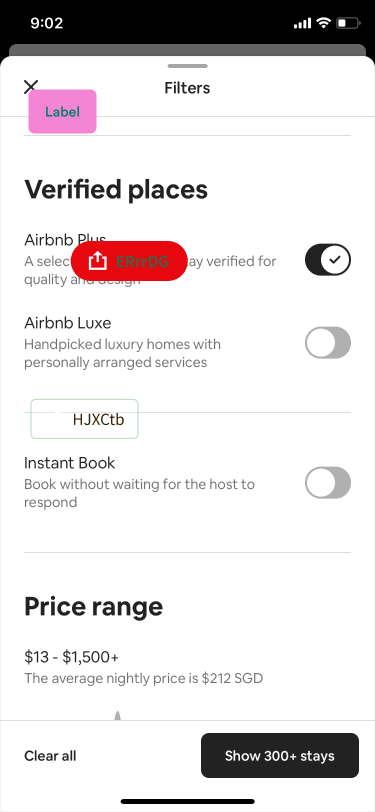 9:02
Filters
Label
Verified places
Airbnb Plus
A selec
ay verified for
ERrrDG
quality and design
Airbnb Luxe
Handpicked luxury homes with
personally arranged services
HJXCtb
Instant Book
Book without waiting for the host to
respond
Price range
$13 - $1,500+
The average nightly price is $212 SGD
Clear all
Show 300+ stays